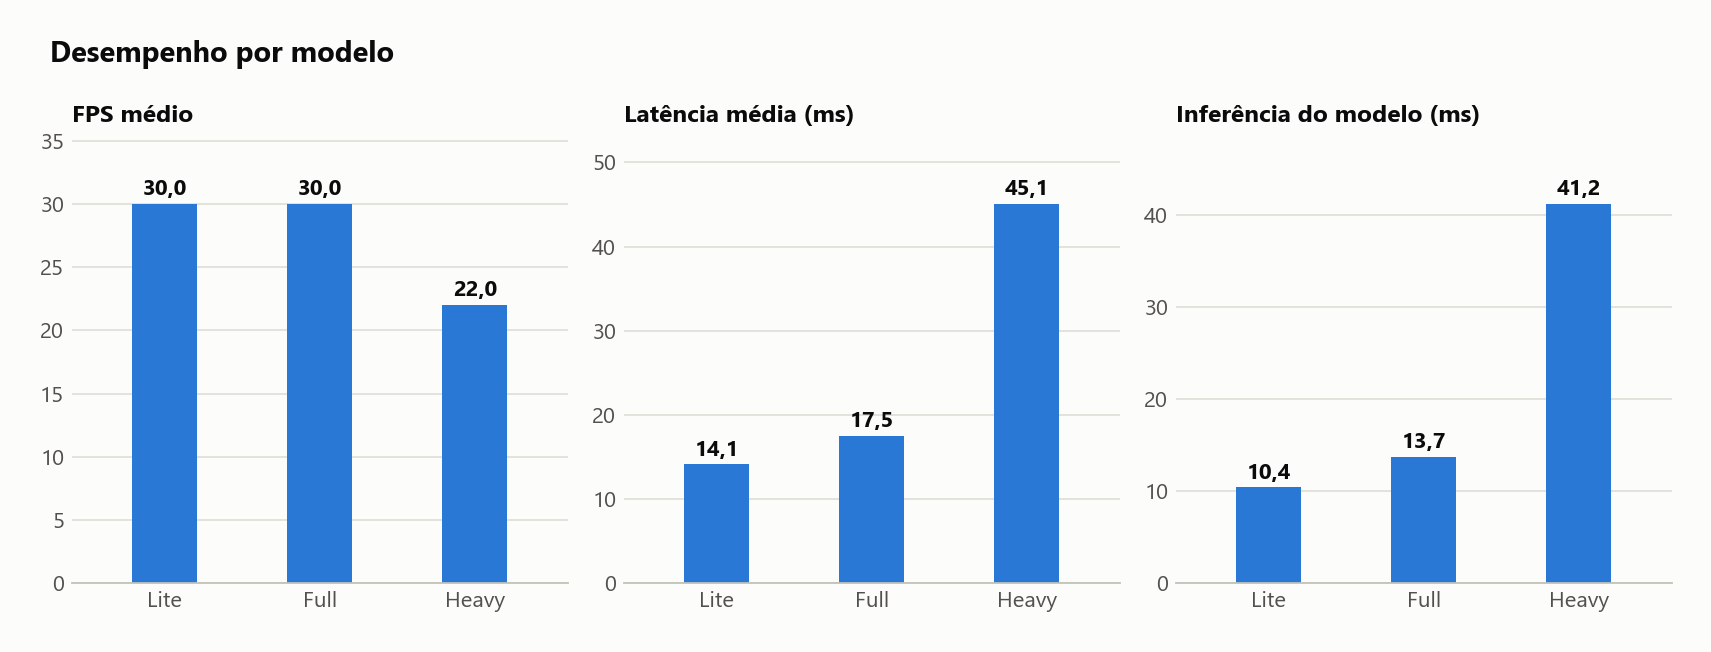 Desempenho por modelo
FPS médio
35
30
25
20
15
10
5
0
30,0
30,0
22,0
Lite
Full
Heavy
Latência média (ms)
50
40
30
20
10
0
14,1
17,5
45,1
Lite
Full
Heavy
Inferência do modelo (ms)
40
30
20
10
0
10,4
13,7
41,2
Lite
Full
Heavy